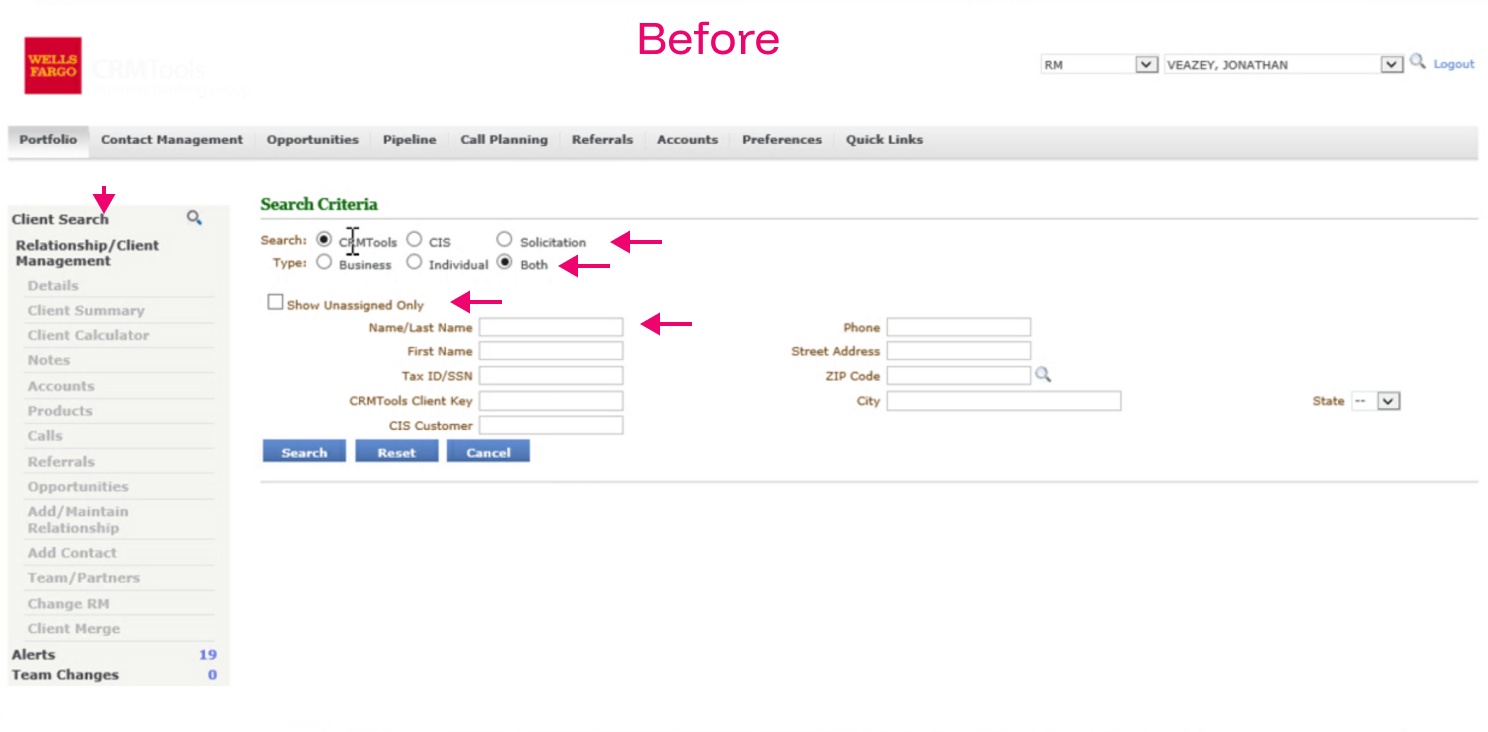 Before
WELLS
FARGO
CRMTools
RM
VEAZEY, JONATHAN
Logout
Portfolio Contact Management Opportunities Pipeline Call Planning Referrals Accounts Preferences Quick Links
Client Search
Relationship/Client
Management
Details
Client Summary
Client Calculator
Notes
Accounts
Products
Calls
Referrals
Opportunities
Add/Maintain
Relationship
Add Contact
Team/Partners
Change RM
Client Merge
Alerts 19
Team Changes 0
Search Criteria
Search: CRMTools CIS Solicitation
Type: Business Individual Both
Show Unassigned Only
Name/Last Name Phone
First Name Street Address
Tax ID/SSN ZIP Code
CRMTools Client Key City State --
CIS Customer
Search Reset Cancel